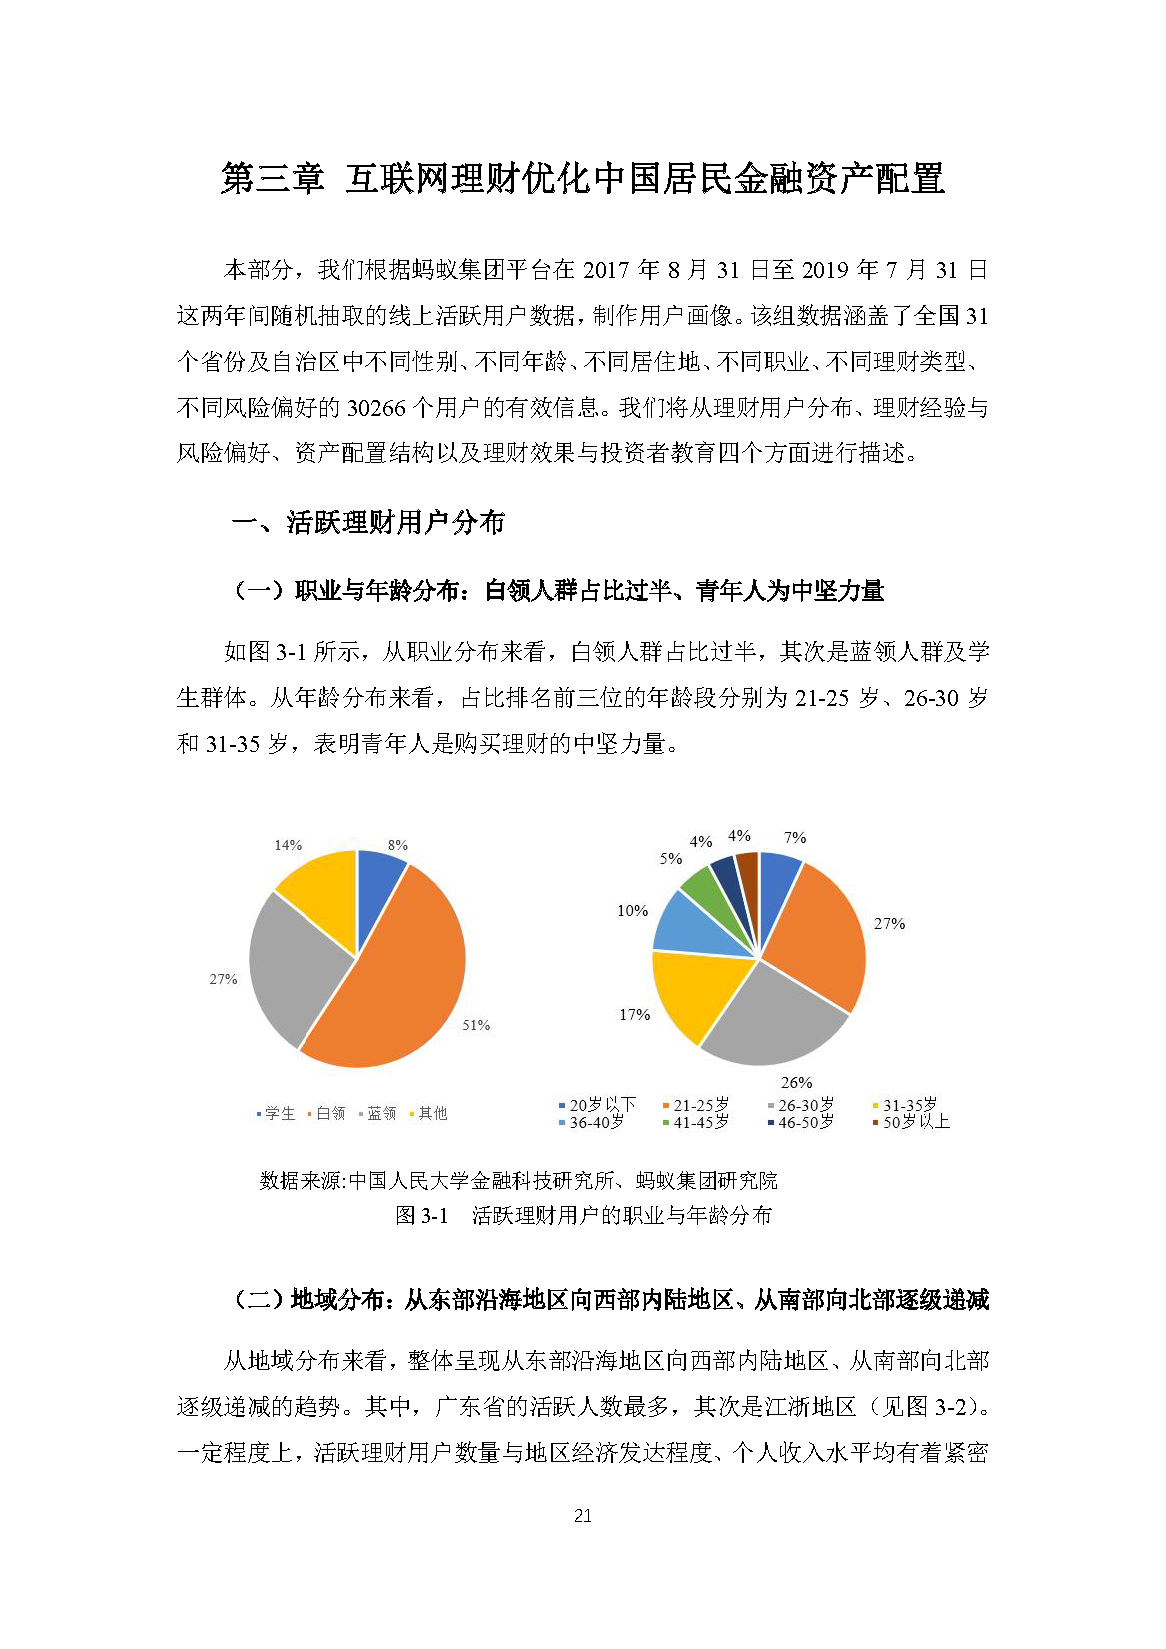 第三章 互联网理财优化中国居民金融资产配置
本部分，我们根据蚂蚁集团平台在 2017 年 8 月 31 日至 2019 年 7 月 31 日
这两年间随机抽取的线上活跃用户数据，制作用户画像。该组数据涵盖了全国 31
个省份及自治区中不同性别、不同年龄、不同居住地、不同职业、不同理财类型、
不同风险偏好的 30266 个用户的有效信息。我们将从理财用户分布、理财经验与
风险偏好、资产配置结构以及理财效果与投资者教育四个方面进行描述。
一、活跃理财用户分布
（一）职业与年龄分布：白领人群占比过半、青年人为中坚力量
如图 3-1 所示，从职业分布来看，白领人群占比过半，其次是蓝领人群及学
生群体。从年龄分布来看，占比排名前三位的年龄段分别为 21-25 岁、26-30 岁
和 31-35 岁，表明青年人是购买理财的中坚力量。
14% 8%
27%
51%
学生 白领 蓝领 其他
5% 4% 4% 7%
10% 27%
17%
26%
20岁以下 21-25岁 26-30岁 31-35岁
36-40岁 41-45岁 46-50岁 50岁以上
数据来源:中国人民大学金融科技研究所、蚂蚁集团研究院
图 3-1 活跃理财用户的职业与年龄分布
（二）地域分布：从东部沿海地区向西部内陆地区、从南部向北部逐级递减
从地域分布来看，整体呈现从东部沿海地区向西部内陆地区、从南部向北部
逐级递减的趋势。其中，广东省的活跃人数最多，其次是江浙地区（见图 3-2）。
一定程度上，活跃理财用户数量与地区经济发达程度、个人收入水平均有着紧密
21